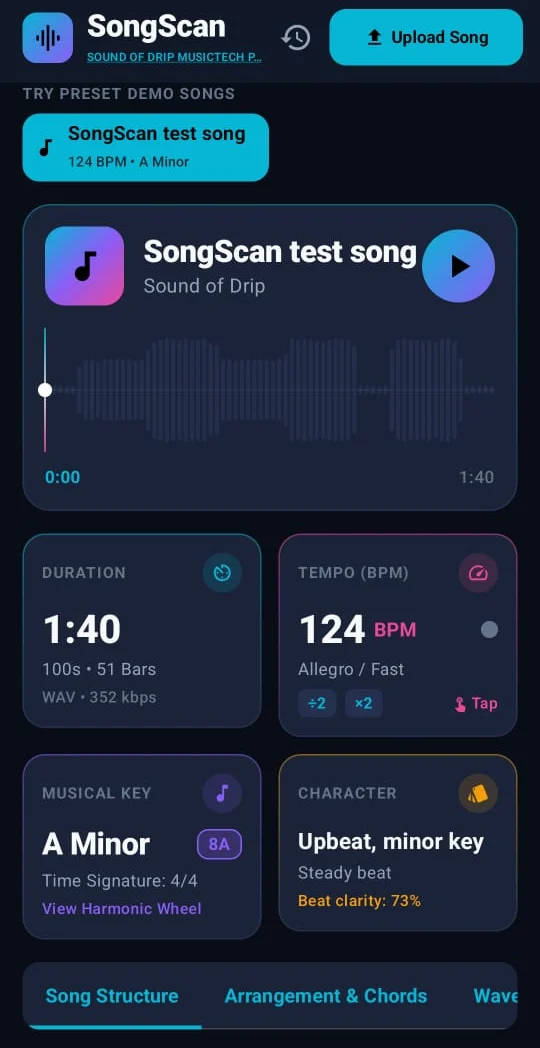 SongScan
SOUND OF DRIP MUSICTECH P...
Upload Song
TRY PRESET DEMO SONGS
SongScan test song
124 BPM • A Minor
SongScan test song
Sound of Drip
0:00
1:40
DURATION
1:40
100s • 51 Bars
WAV • 352 kbps
TEMPO (BPM)
124 BPM
Allegro / Fast
÷2
×2
Tap
MUSICAL KEY
A Minor
8A
Time Signature: 4/4
View Harmonic Wheel
CHARACTER
Upbeat, minor key
Steady beat
Beat clarity: 73%
Song Structure
Arrangement & Chords
Wave